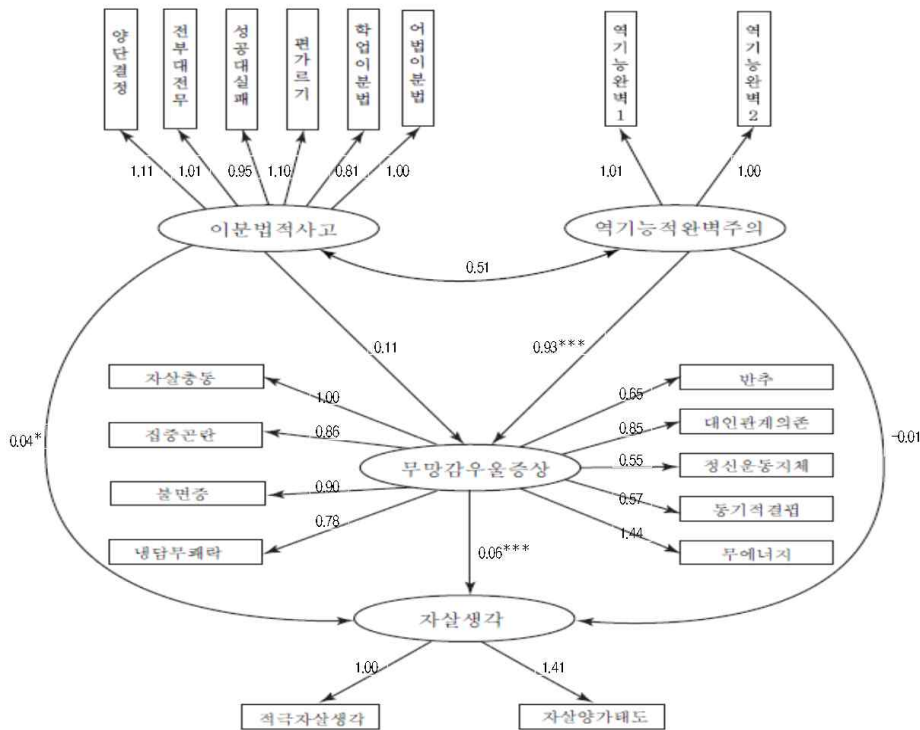 양단결정
전부대전무
성공대실패
편가르기
학업이분법
어법이분법
역기능완벽1
역기능완벽2
1.11
1.01
0.95
1.10
0.81
1.00
1.01
1.00
이분법적사고
역기능적완벽주의
0.51
0.11
0.93***
자살충동
반추
1.00
0.65
집중곤란
대인관계의존
0.86
0.85
0.04*
-0.01
무망감우울증상
정신운동지체
0.55
불면증
동기적결핍
0.90
0.57
냉담무쾌락
무에너지
0.78
1.44
0.06***
자살생각
1.00
1.41
적극자살생각
자살양가태도